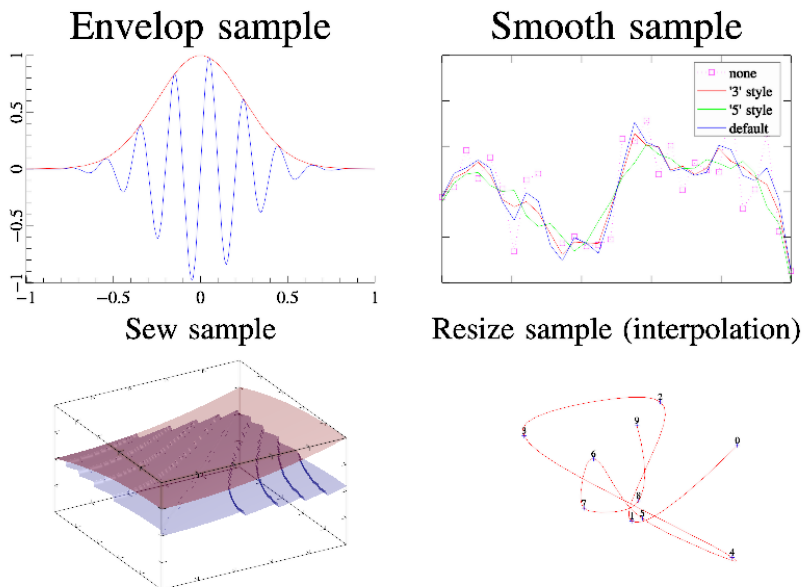 Envelop sample
Smooth sample
1
0.5
0
−0.5
−1
−1
−0.5
0
0.5
1
none
'3' style
'5' style
default
Sew sample
Resize sample (interpolation)
2
3
9
0
6
7
8
1
5
4